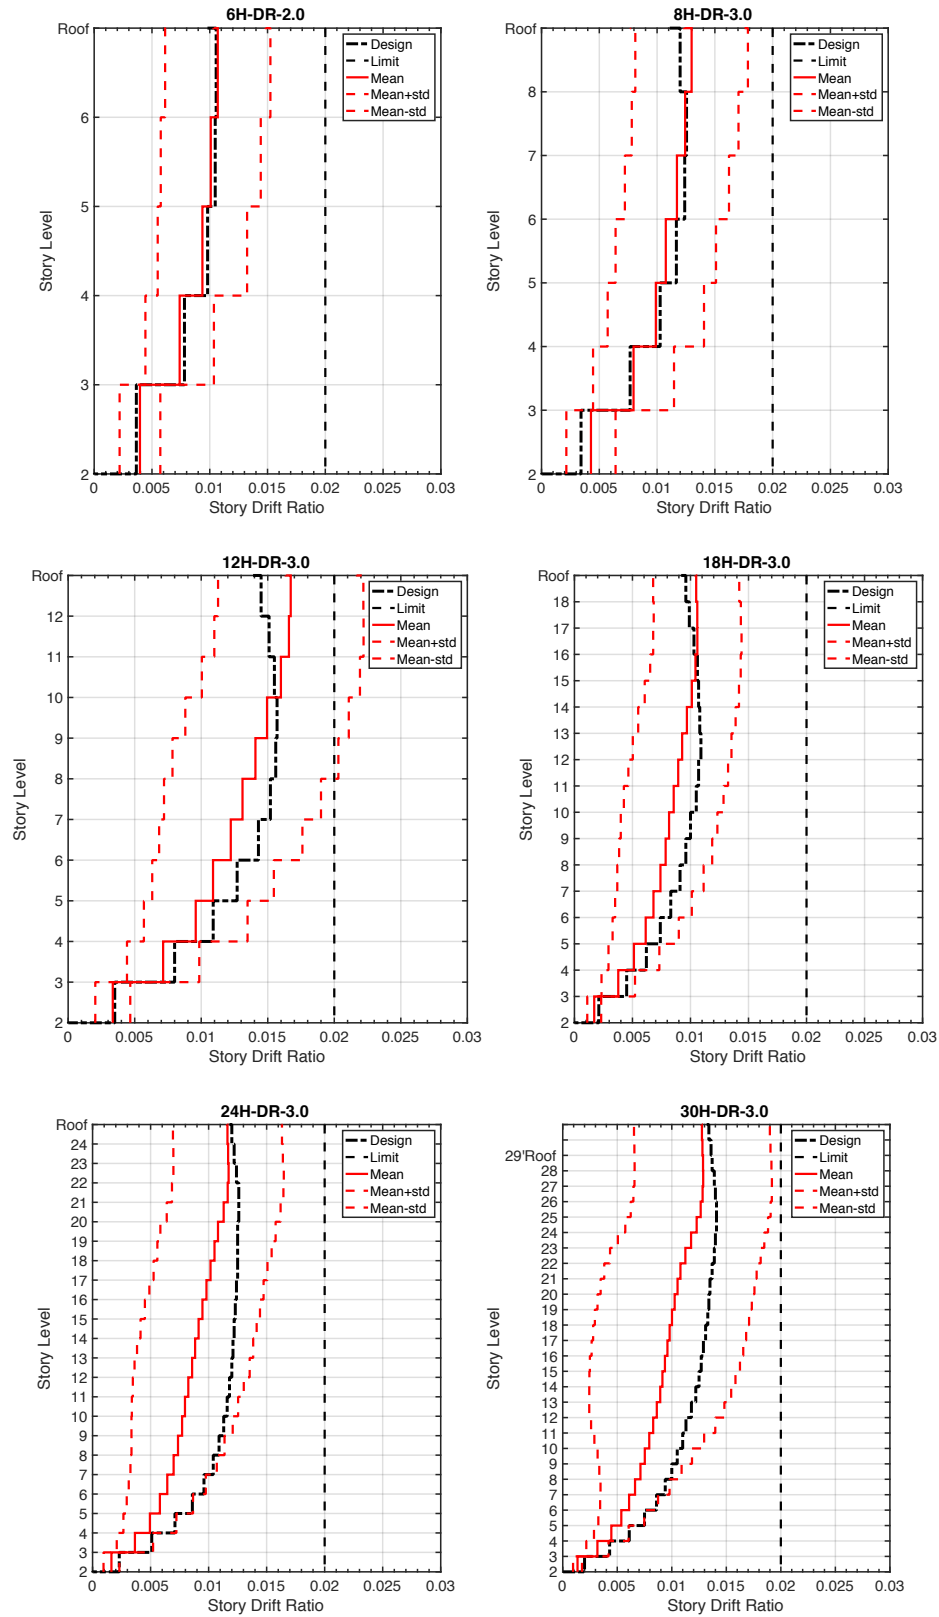 6H-DR-2.0
Roof
6
5
4
3
2
Story Level
0 0.005 0.01 0.015 0.02 0.025 0.03
Story Drift Ratio
Design
Limit
Mean
Mean+std
Mean-std
8H-DR-3.0
Roof
8
7
6
5
4
3
2
Story Level
0 0.005 0.01 0.015 0.02 0.025 0.03
Story Drift Ratio
Design
Limit
Mean
Mean+std
Mean-std
12H-DR-3.0
Roof
12
11
10
9
8
7
6
5
4
3
2
Story Level
0 0.005 0.01 0.015 0.02 0.025 0.03
Story Drift Ratio
Design
Limit
Mean
Mean+std
Mean-std
18H-DR-3.0
Roof
18
17
16
15
14
13
12
11
10
9
8
7
6
5
4
3
2
Story Level
0 0.005 0.01 0.015 0.02 0.025 0.03
Story Drift Ratio
Design
Limit
Mean
Mean+std
Mean-std
24H-DR-3.0
Roof
24
23
22
21
20
19
18
17
16
15
14
13
12
11
10
9
8
7
6
5
4
3
2
Story Level
0 0.005 0.01 0.015 0.02 0.025 0.03
Story Drift Ratio
Design
Limit
Mean
Mean+std
Mean-std
30H-DR-3.0
29'Roof
28
27
26
25
24
23
22
21
20
19
18
17
16
15
14
13
12
11
10
9
8
7
6
5
4
3
2
Story Level
0 0.005 0.01 0.015 0.02 0.025 0.03
Story Drift Ratio
Design
Limit
Mean
Mean+std
Mean-std